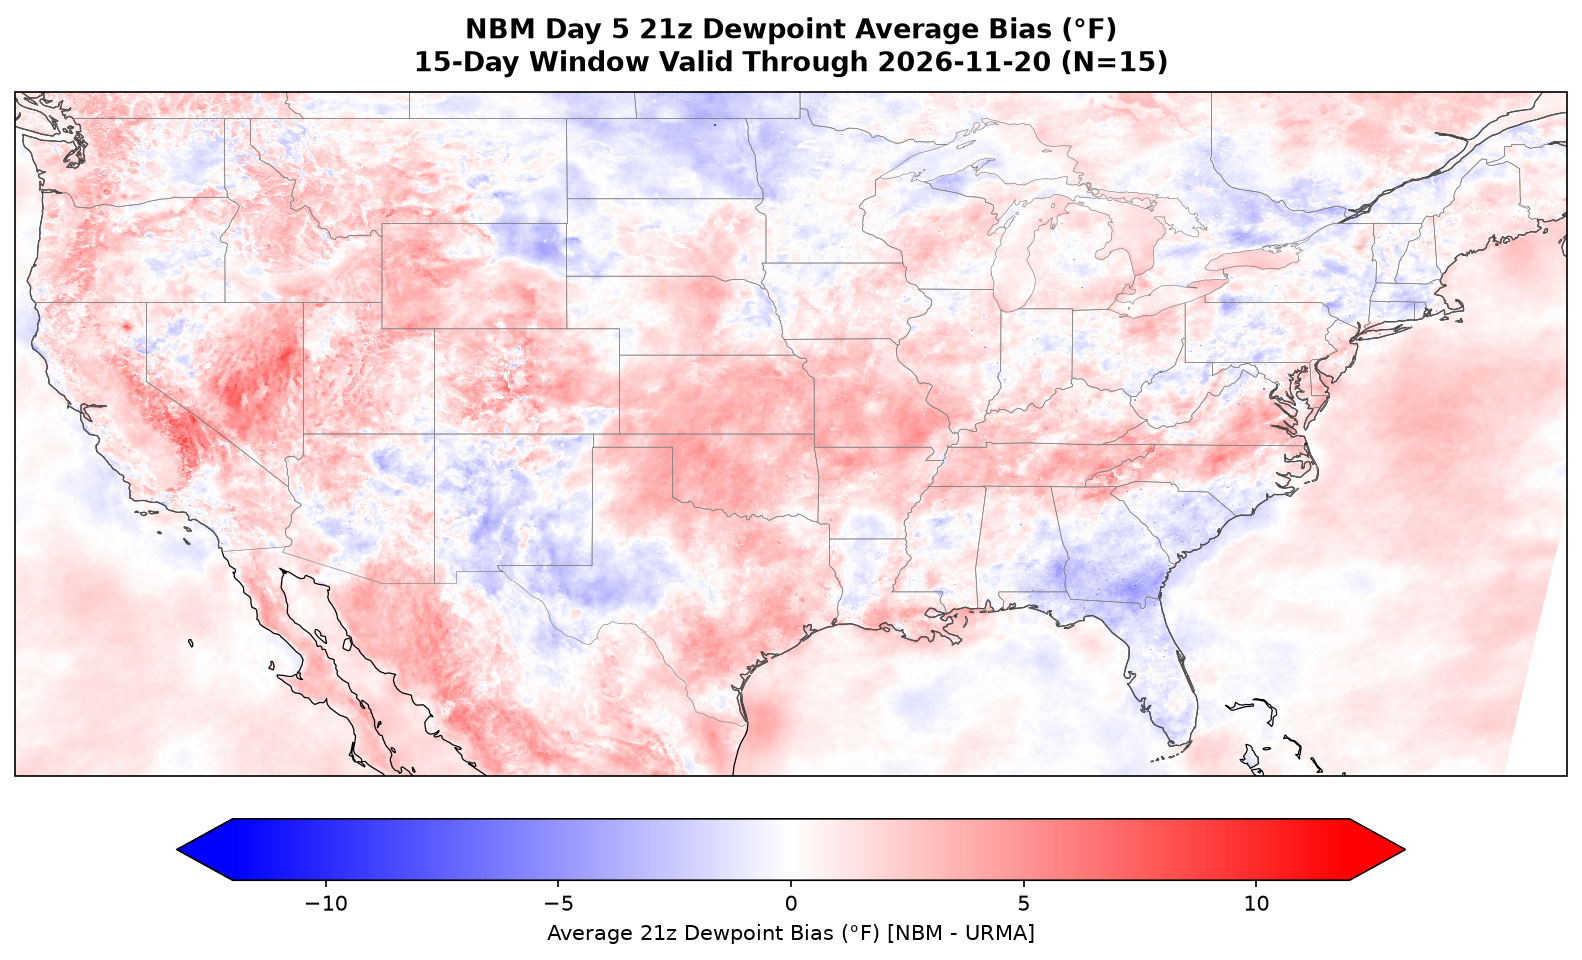 NBM Day 5 21z Dewpoint Average Bias (°F)
15-Day Window Valid Through 2026-11-20 (N=15)
−10 −5 0 5 10
Average 21z Dewpoint Bias (°F) [NBM - URMA]